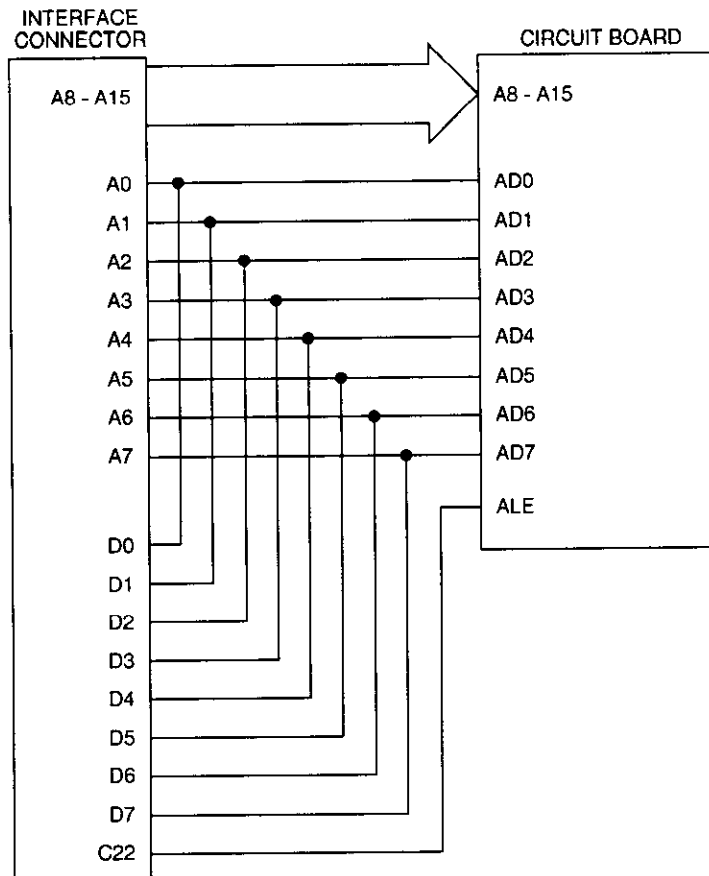 INTERFACE
CONNECTOR
CIRCUIT BOARD
A8 - A15
A8 - A15
A0
AD0
A1
AD1
A2
AD2
A3
AD3
A4
AD4
A5
AD5
A6
AD6
A7
AD7
ALE
D0
D1
D2
D3
D4
D5
D6
D7
C22